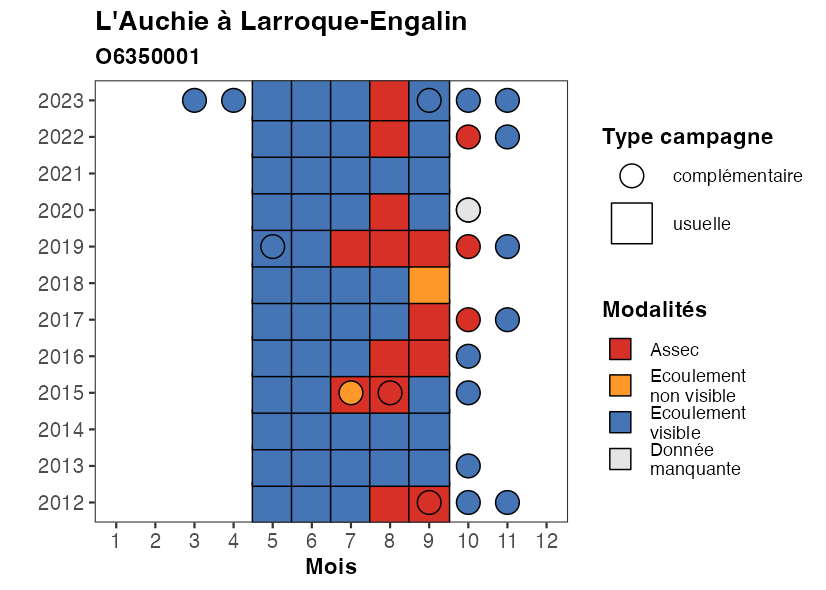 L'Auchie à Larroque-Engalin
O6350001
2023
2022
2021
2020
2019
2018
2017
2016
2015
2014
2013
2012
1 2 3 4 5 6 7 8 9 10 11 12
Mois
Type campagne
complémentaire
usuelle
Modalités
Assec
Ecoulement
non visible
Ecoulement
visible
Donnée
manquante